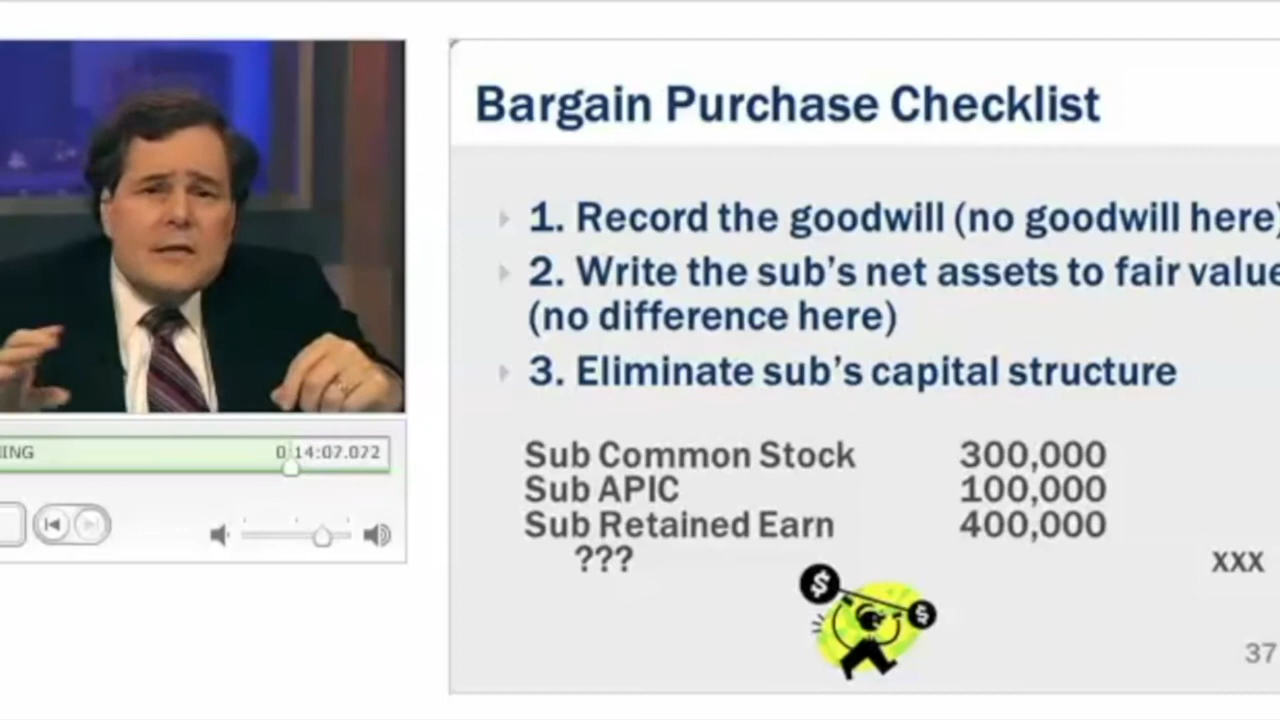 Bargain Purchase Checklist
1. Record the goodwill (no goodwill here)
2. Write the sub's net assets to fair value
(no difference here)
3. Eliminate sub's capital structure
ING
0:14:07.072
Sub Common Stock 300,000
Sub APIC 100,000
Sub Retained Earn 400,000
??? xxx
$ $
37